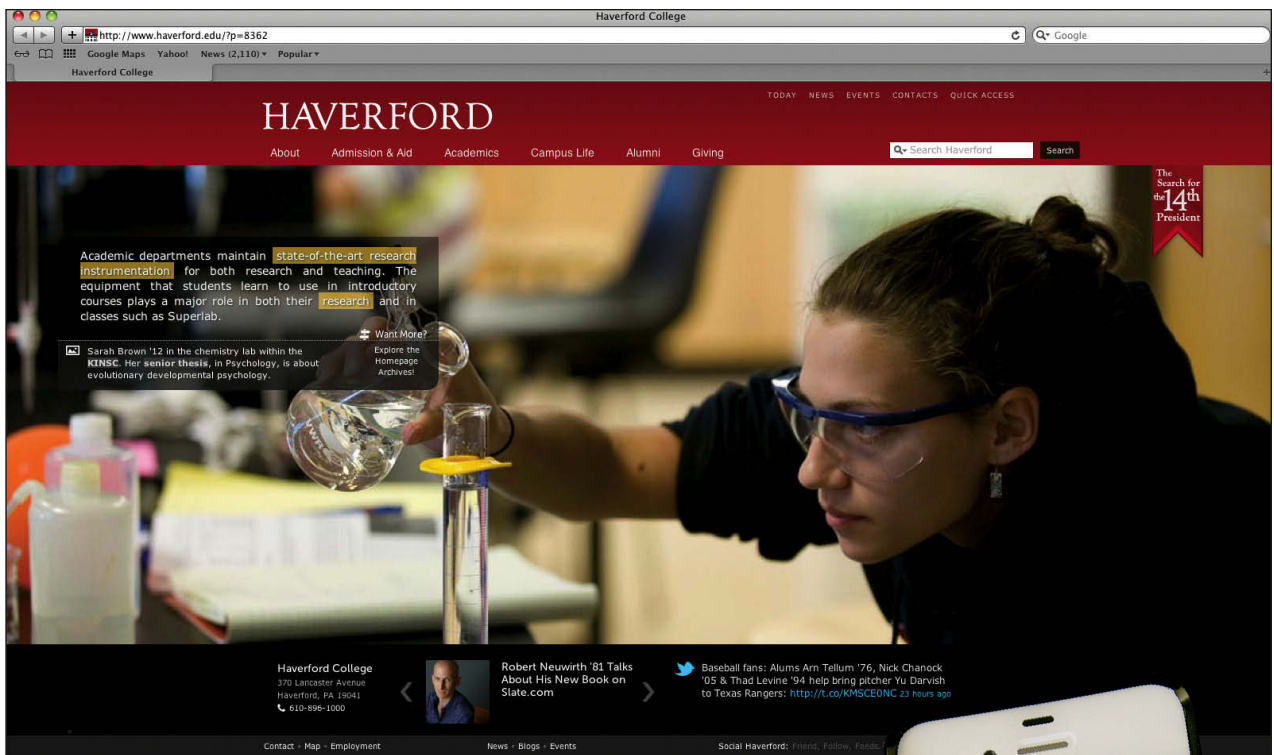 Haverford College
http://www.haverford.edu/?p=8362
Google
Google Maps Yahoo! News (2,110) Popular
Haverford College
TODAY NEWS EVENTS CONTACTS QUICK ACCESS
HAVERFORD
About Admission & Aid Academics Campus Life Alumni Giving
Search Haverford Search
The
Search for
the 14th
President
Academic departments maintain state-of-the-art research
instrumentation for both research and teaching. The
equipment that students learn to use in introductory
courses plays a major role in both their research and in
classes such as Superlab.
Want More?
Explore the
Homepage
Archives!
Sarah Brown '12 in the chemistry lab within the
KINSC. Her senior thesis, in Psychology, is about
evolutionary developmental psychology.
VWR
Haverford College
370 Lancaster Avenue
Haverford, PA 19041
610-896-1000
Robert Neuwirth '81 Talks
About His New Book on
Slate.com
Baseball fans: Alums Arn Tellum '76, Nick Chanock
'05 & Thad Levine '94 help bring pitcher Yu Darvish
to Texas Rangers: http://t.co/KMSCE0NC 23 hours ago
Contact Map Employment
News Blogs Events
Social Haverford: Friend, Follow, Feeds.